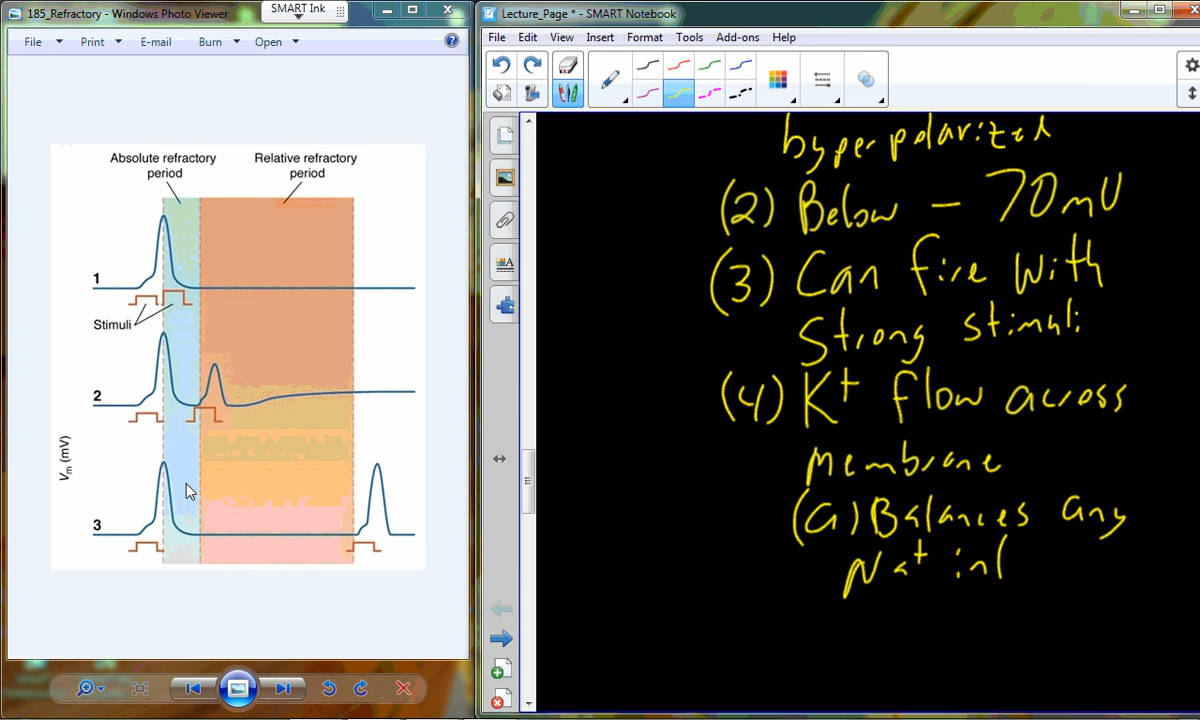 185_Refractory - Windows Photo Viewer
SMART Ink
File Print E-mail Burn Open
Absolute refractory period
Relative refractory period
1
Stimuli
2
Vm (mV)
3
Lecture_Page * - SMART Notebook
File Edit View Insert Format Tools Add-ons Help
hyperpolarized
(2) Below - 70mV
(3) Can fire with
Strong stimuli
(4) K+ flow across
Membrane
(a) Balances any
Na+ inl